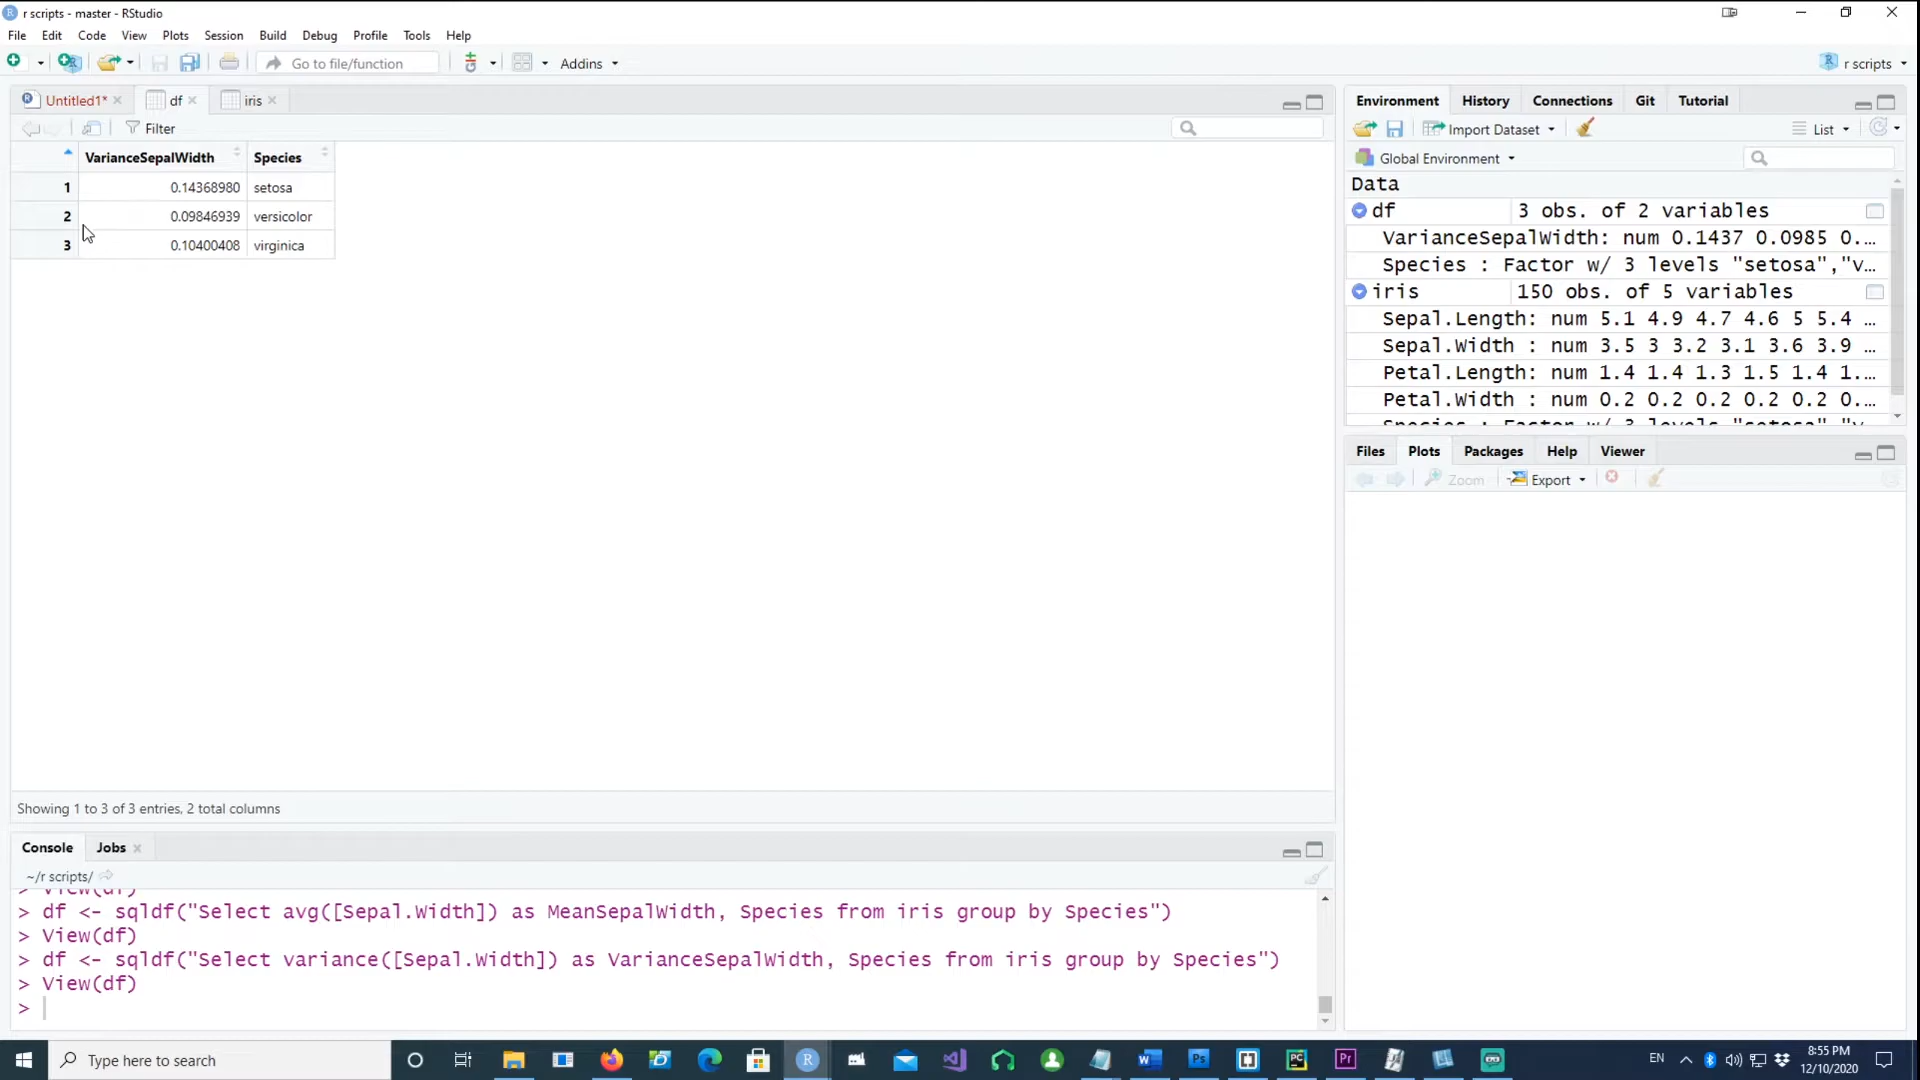 r scripts - master - RStudio
File Edit Code View Plots Session Build Debug Profile Tools Help
Go to file/function Addins r scripts
Untitled1* df iris
Filter
VarianceSepalWidth Species
1 0.14368980 setosa
2 0.09846939 versicolor
3 0.10400408 virginica
Showing 1 to 3 of 3 entries, 2 total columns
Console Jobs
~/r scripts/
> View(df)
> df <- sqldf("Select avg([Sepal.Width]) as MeanSepalWidth, Species from iris group by Species")
> View(df)
> df <- sqldf("Select variance([Sepal.Width]) as VarianceSepalWidth, Species from iris group by Species")
> View(df)
>
Environment History Connections Git Tutorial
Import Dataset List
Global Environment
Data
df 3 obs. of 2 variables
VarianceSepalWidth: num 0.1437 0.0985 0.…
Species : Factor w/ 3 levels "setosa","v…
iris 150 obs. of 5 variables
Sepal.Length: num 5.1 4.9 4.7 4.6 5 5.4 …
Sepal.Width : num 3.5 3 3.2 3.1 3.6 3.9 …
Petal.Length: num 1.4 1.4 1.3 1.5 1.4 1.…
Petal.Width : num 0.2 0.2 0.2 0.2 0.2 0.…
Species : Factor w/ 3 levels "setosa","v…
Files Plots Packages Help Viewer
Zoom Export
Type here to search
EN
8:55 PM
12/10/2020